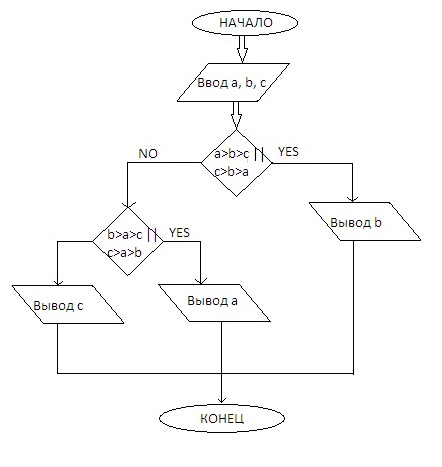 НАЧАЛО
Ввод a, b, c
a>b>c ||
c>b>a
NO
YES
Вывод b
b>a>c ||
c>a>b
YES
Вывод c
Вывод a
КОНЕЦ